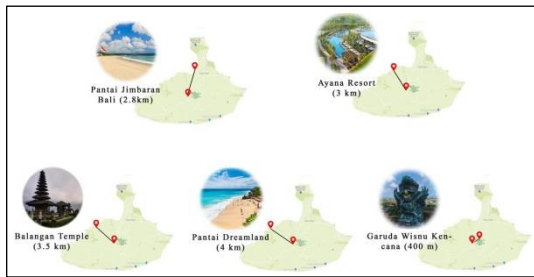 Pantai Jimbaran
Bali (2.8km)
Ayana Resort
(3 km)
Balangan Temple
(3.5 km)
Pantai Dreamland
(4 km)
Garuda Wisnu Ken-
cana (400 m)